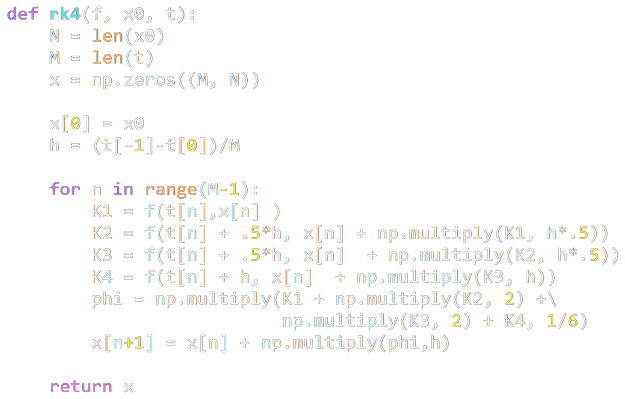 def rk4(f, x0, t):
    N = len(x0)
    M = len(t)
    x = np.zeros((M, N))

    x[0] = x0
    h = (t[-1]-t[0])/M

    for n in range(M-1):
        K1 = f(t[n],x[n] )
        K2 = f(t[n] + .5*h, x[n] + np.multiply(K1, h*.5))
        K3 = f(t[n] + .5*h, x[n]  + np.multiply(K2, h*.5))
        K4 = f(t[n] + h, x[n]  + np.multiply(K3, h))
        phi = np.multiply(K1 + np.multiply(K2, 2) +\
                          np.multiply(K3, 2) + K4, 1/6)
        x[n+1] = x[n] + np.multiply(phi,h)

    return x